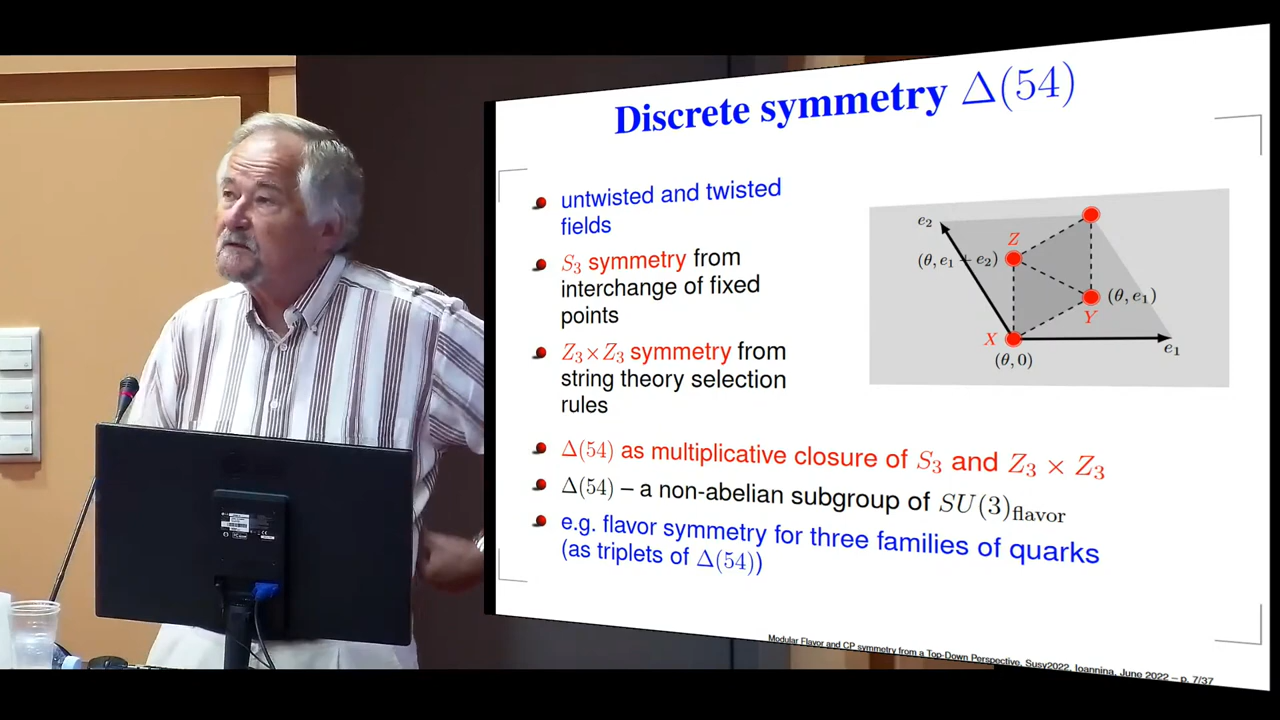 Discrete symmetry Δ(54)
untwisted and twisted
fields
S₃ symmetry from
interchange of fixed
points
Z₃×Z₃ symmetry from
string theory selection
rules
e₂
Z
(θ, e₁ + e₂)
(θ, e₁)
Y
X
(θ, 0)
e₁
Δ(54) as multiplicative closure of S₃ and Z₃ × Z₃
Δ(54) – a non-abelian subgroup of SU(3)flavor
e.g. flavor symmetry for three families of quarks
(as triplets of Δ(54))
Modular Flavor and CP symmetry from a Top-Down Perspective, Susy2022, Ioannina, June 2022 – p. 7/37